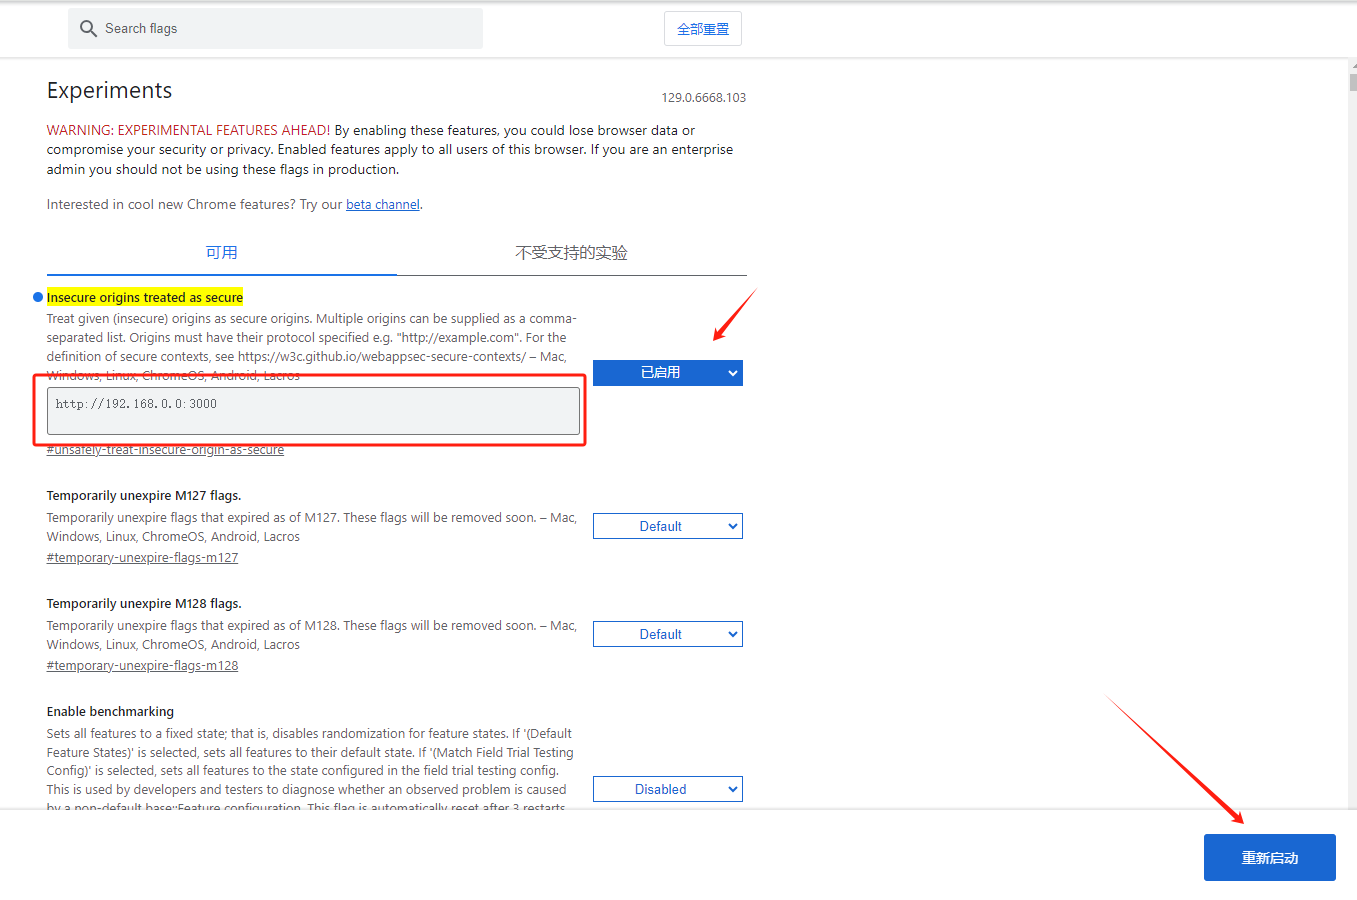 Search flags
全部重置
Experiments
129.0.6668.103
WARNING: EXPERIMENTAL FEATURES AHEAD! By enabling these features, you could lose browser data or
compromise your security or privacy. Enabled features apply to all users of this browser. If you are an enterprise
admin you should not be using these flags in production.
Interested in cool new Chrome features? Try our beta channel.
可用
不受支持的实验
Insecure origins treated as secure
Treat given (insecure) origins as secure origins. Multiple origins can be supplied as a comma-
separated list. Origins must have their protocol specified e.g. "http://example.com". For the
definition of secure contexts, see https://w3c.github.io/webappsec-secure-contexts/ – Mac,
Windows, Linux, ChromeOS, Android, Lacros
已启用
http://192.168.0.0:3000
#unsafely-treat-insecure-origin-as-secure
Temporarily unexpire M127 flags.
Temporarily unexpire flags that expired as of M127. These flags will be removed soon. – Mac,
Windows, Linux, ChromeOS, Android, Lacros
Default
#temporary-unexpire-flags-m127
Temporarily unexpire M128 flags.
Temporarily unexpire flags that expired as of M128. These flags will be removed soon. – Mac,
Windows, Linux, ChromeOS, Android, Lacros
Default
#temporary-unexpire-flags-m128
Enable benchmarking
Sets all features to a fixed state; that is, disables randomization for feature states. If '(Default
Feature States)' is selected, sets all features to their default state. If '(Match Field Trial Testing
Config)' is selected, sets all features to the state configured in the field trial testing config.
This is used by developers and testers to diagnose whether an observed problem is caused
by a non-default base::Feature configuration. This flag is automatically reset after 3 restarts
Disabled
重新启动